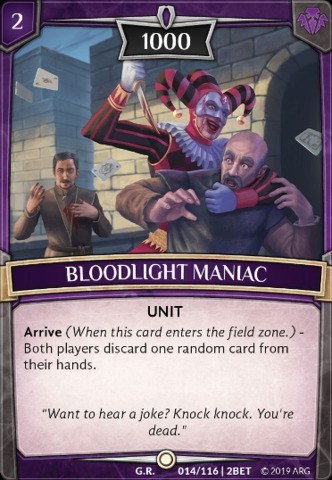 2
1000
BLOODLIGHT MANIAC
UNIT
Arrive (When this card enters the field zone.) -
Both players discard one random card from
their hands.
"Want to hear a joke? Knock knock. You're
dead."
G.R. 014/116 | 2BET © 2019 ARG